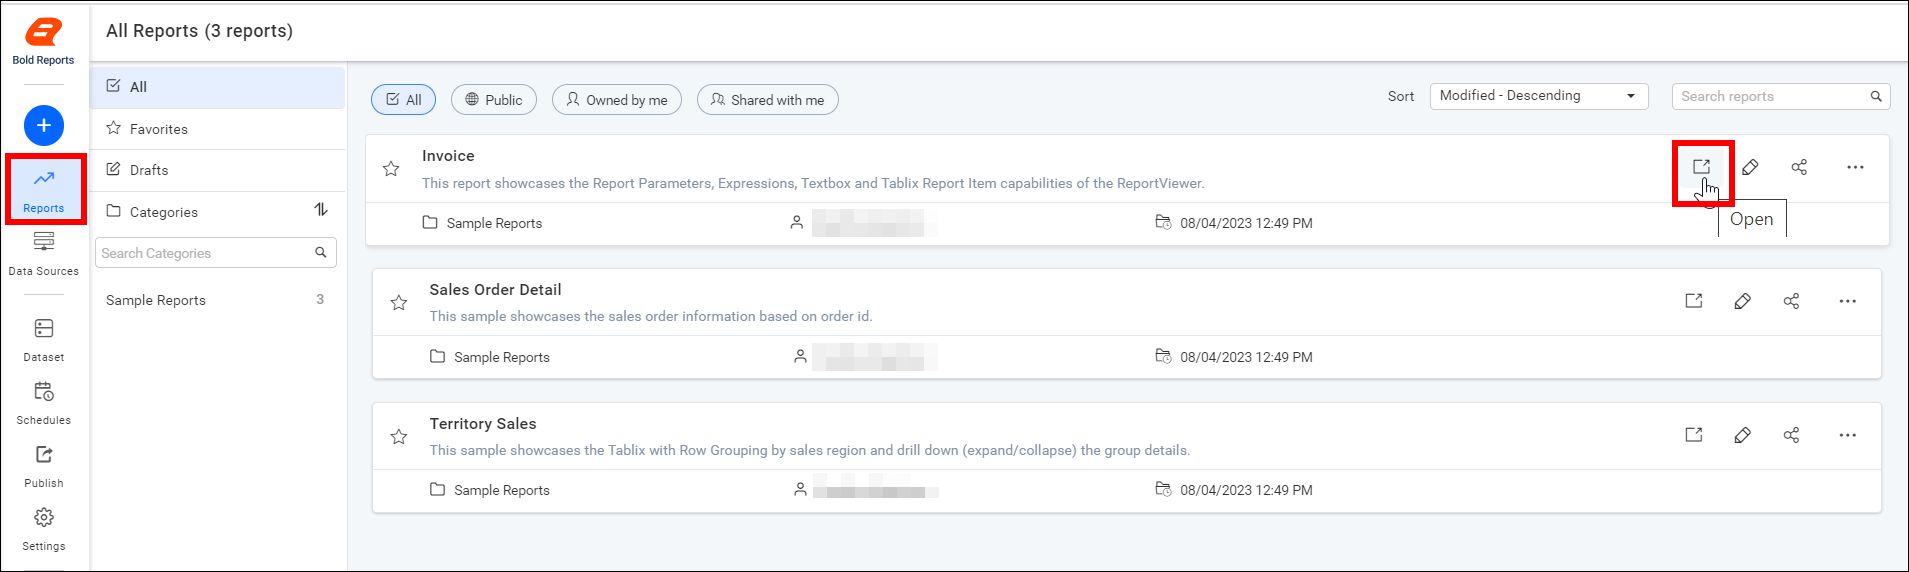 Bold Reports
Reports
Data Sources
Dataset
Schedules
Publish
Settings
All Reports (3 reports)
All
Favorites
Drafts
Categories
Search Categories
Sample Reports 3
All Public Owned by me Shared with me
Sort Modified - Descending Search reports
Invoice
This report showcases the Report Parameters, Expressions, Textbox and Tablix Report Item capabilities of the ReportViewer.
Open
Sample Reports 08/04/2023 12:49 PM
Sales Order Detail
This sample showcases the sales order information based on order id.
Sample Reports 08/04/2023 12:49 PM
Territory Sales
This sample showcases the Tablix with Row Grouping by sales region and drill down (expand/collapse) the group details.
Sample Reports 08/04/2023 12:49 PM